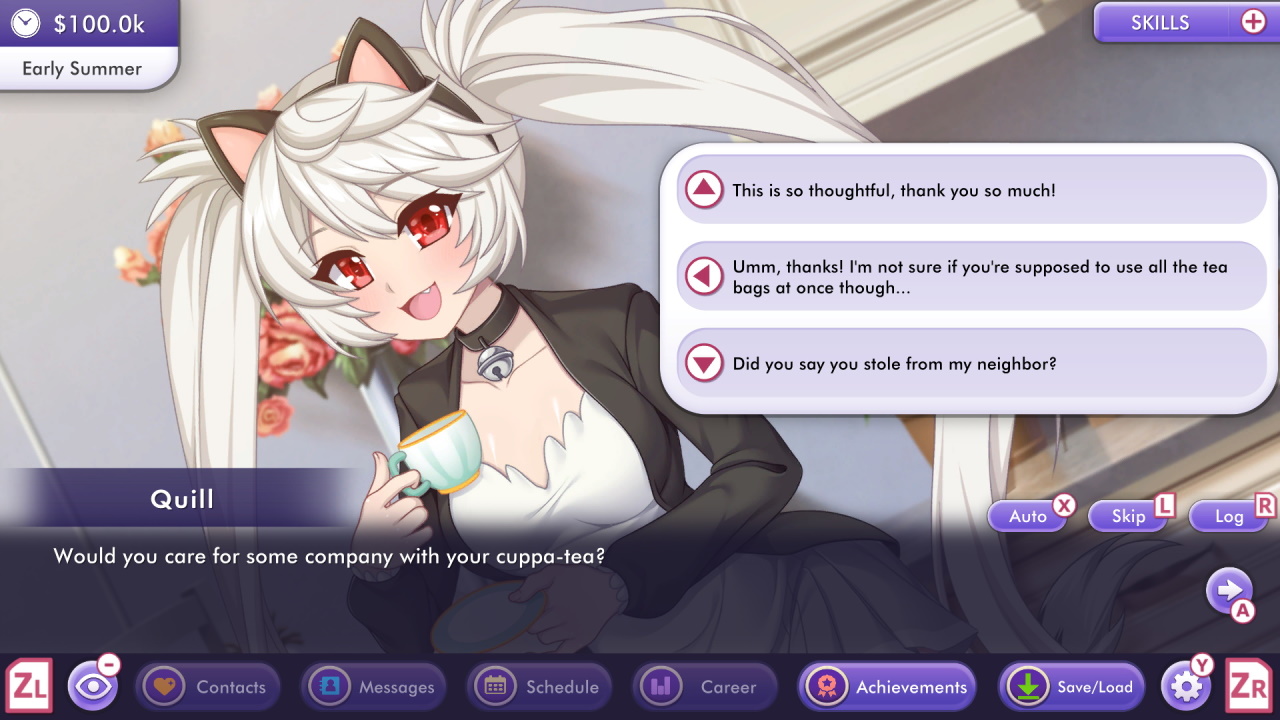 $100.0k
SKILLS
Early Summer
This is so thoughtful, thank you so much!
Umm, thanks! I'm not sure if you're supposed to use all the tea
bags at once though...
Did you say you stole from my neighbor?
Quill
Auto X
Skip L
Log R
Would you care for some company with your cuppa-tea?
A
ZL
Contacts
Messages
Schedule
Career
Achievements
Save/Load
Y
ZR